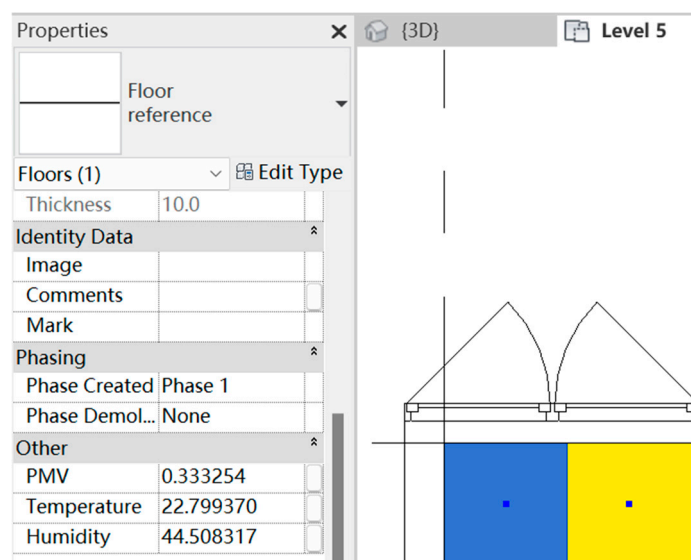 Properties
{3D}
Level 5
Floor
reference
Floors (1)
Edit Type
Thickness 10.0
Identity Data
Image
Comments
Mark
Phasing
Phase Created Phase 1
Phase Demol... None
Other
PMV 0.333254
Temperature 22.799370
Humidity 44.508317